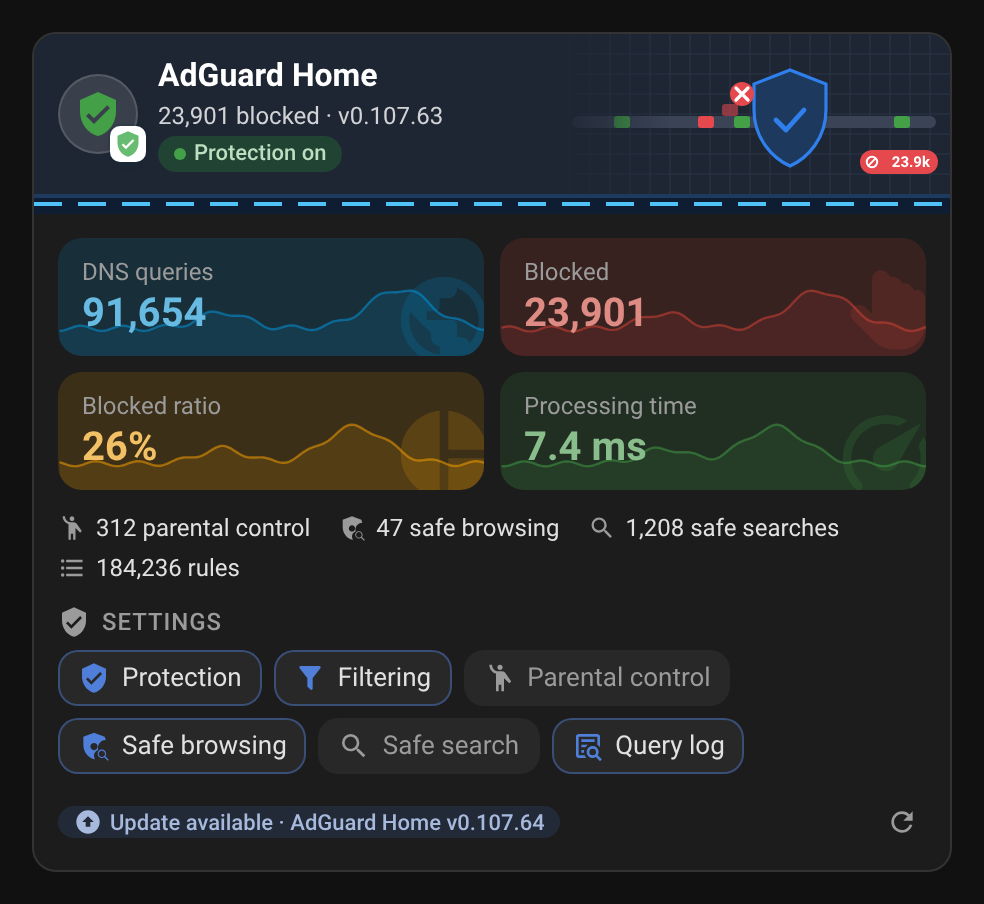 AdGuard Home
23,901 blocked · v0.107.63
Protection on
23.9k
DNS queries
91,654
Blocked
23,901
Blocked ratio
26%
Processing time
7.4 ms
312 parental control
47 safe browsing
1,208 safe searches
184,236 rules
SETTINGS
Protection
Filtering
Parental control
Safe browsing
Safe search
Query log
Update available · AdGuard Home v0.107.64